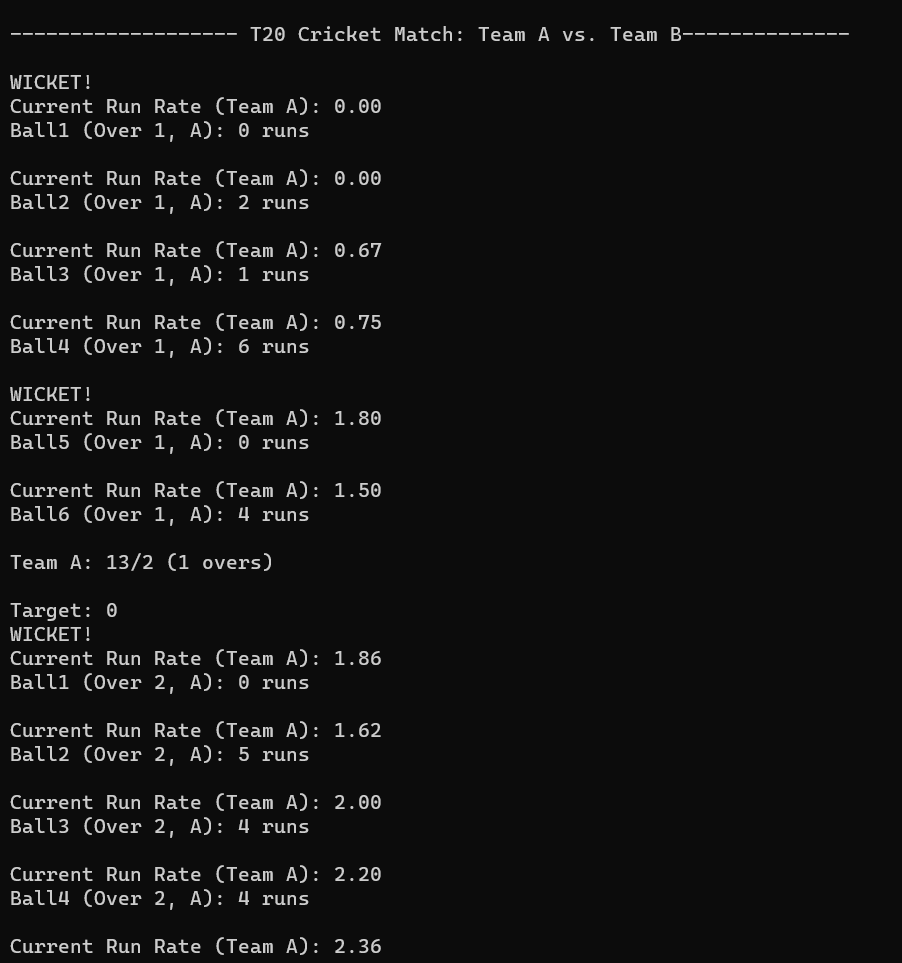 ------------------- T20 Cricket Match: Team A vs. Team B--------------
WICKET!
Current Run Rate (Team A): 0.00
Ball1 (Over 1, A): 0 runs
Current Run Rate (Team A): 0.00
Ball2 (Over 1, A): 2 runs
Current Run Rate (Team A): 0.67
Ball3 (Over 1, A): 1 runs
Current Run Rate (Team A): 0.75
Ball4 (Over 1, A): 6 runs
WICKET!
Current Run Rate (Team A): 1.80
Ball5 (Over 1, A): 0 runs
Current Run Rate (Team A): 1.50
Ball6 (Over 1, A): 4 runs
Team A: 13/2 (1 overs)
Target: 0
WICKET!
Current Run Rate (Team A): 1.86
Ball1 (Over 2, A): 0 runs
Current Run Rate (Team A): 1.62
Ball2 (Over 2, A): 5 runs
Current Run Rate (Team A): 2.00
Ball3 (Over 2, A): 4 runs
Current Run Rate (Team A): 2.20
Ball4 (Over 2, A): 4 runs
Current Run Rate (Team A): 2.36